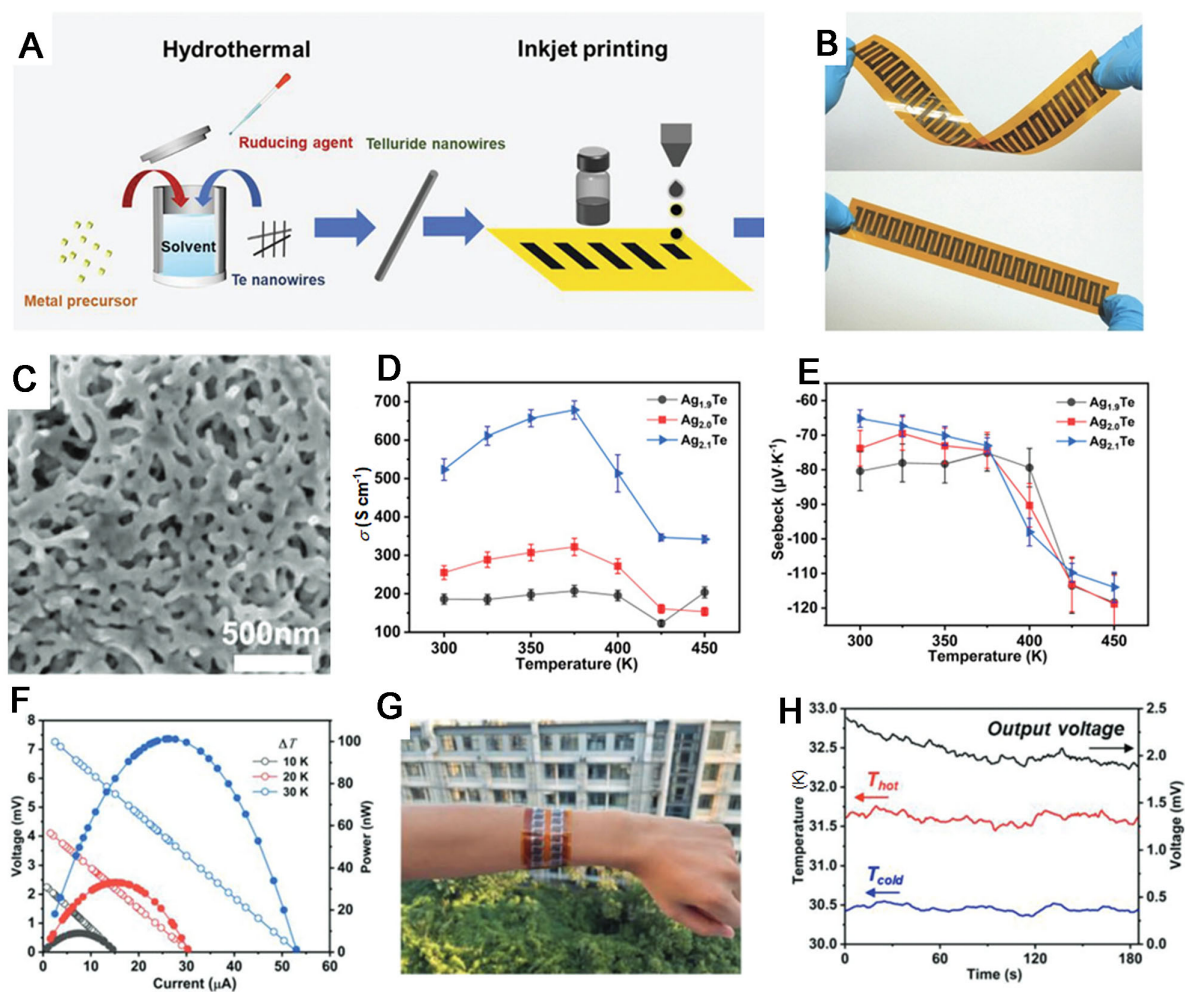 A
Hydrothermal
Inkjet printing
Ruducing agent
Telluride nanowires
Solvent
Te nanowires
Metal precursor
B
C
500nm
D
700
600
500
400
300
200
100
300
350
400
450
σ ( S cm⁻¹)
Temperature (K)
Ag₁.₉Te
Ag₂.₀Te
Ag₂.₁Te
E
-60
-70
-80
-90
-100
-110
-120
300
350
400
450
Seebeck (μV·K⁻¹)
Temperature (K)
Ag₁.₉Te
Ag₂.₀Te
Ag₂.₁Te
F
8
7
6
5
4
3
2
1
0
0
10
20
30
40
50
60
100
80
60
40
20
0
Voltage (mV)
Power (nW)
Current (μA)
ΔT
10 K
20 K
30 K
G
H
33.0
32.5
32.0
31.5
31.0
30.5
30.0
0
60
120
180
2.5
2.0
1.5
1.0
0.5
0.0
Temperature (K)
Voltage (mV)
Time (s)
Output voltage
Thot
Tcold